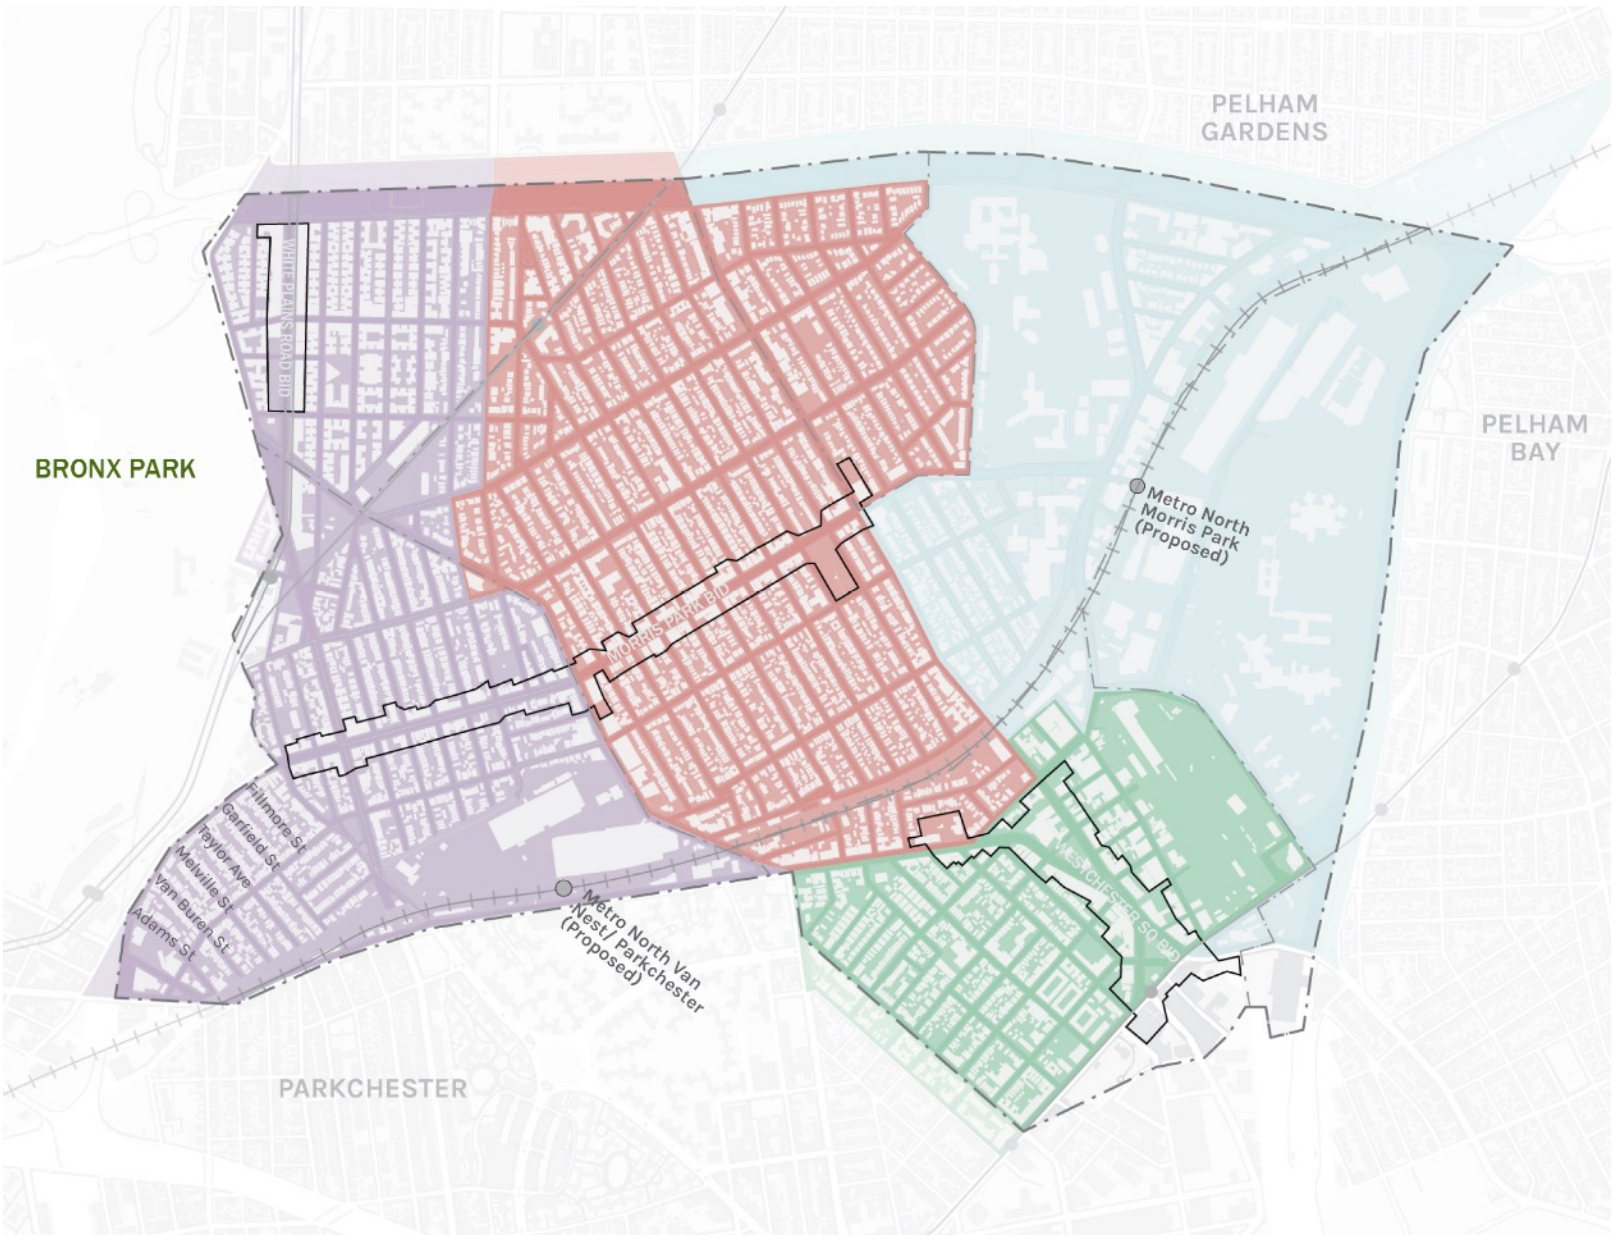 PELHAM
GARDENS
WHITE PLAINS ROAD BID
PELHAM
BAY
BRONX PARK
Metro North
Morris Park
(Proposed)
MORRIS PARK BID
Fillmore St
Garfield St
Taylor Ave
Melville St
Van Buren St
Adams St
WESTCHESTER SQ BID
Metro North Van
Nest/ Parkchester
(Proposed)
PARKCHESTER